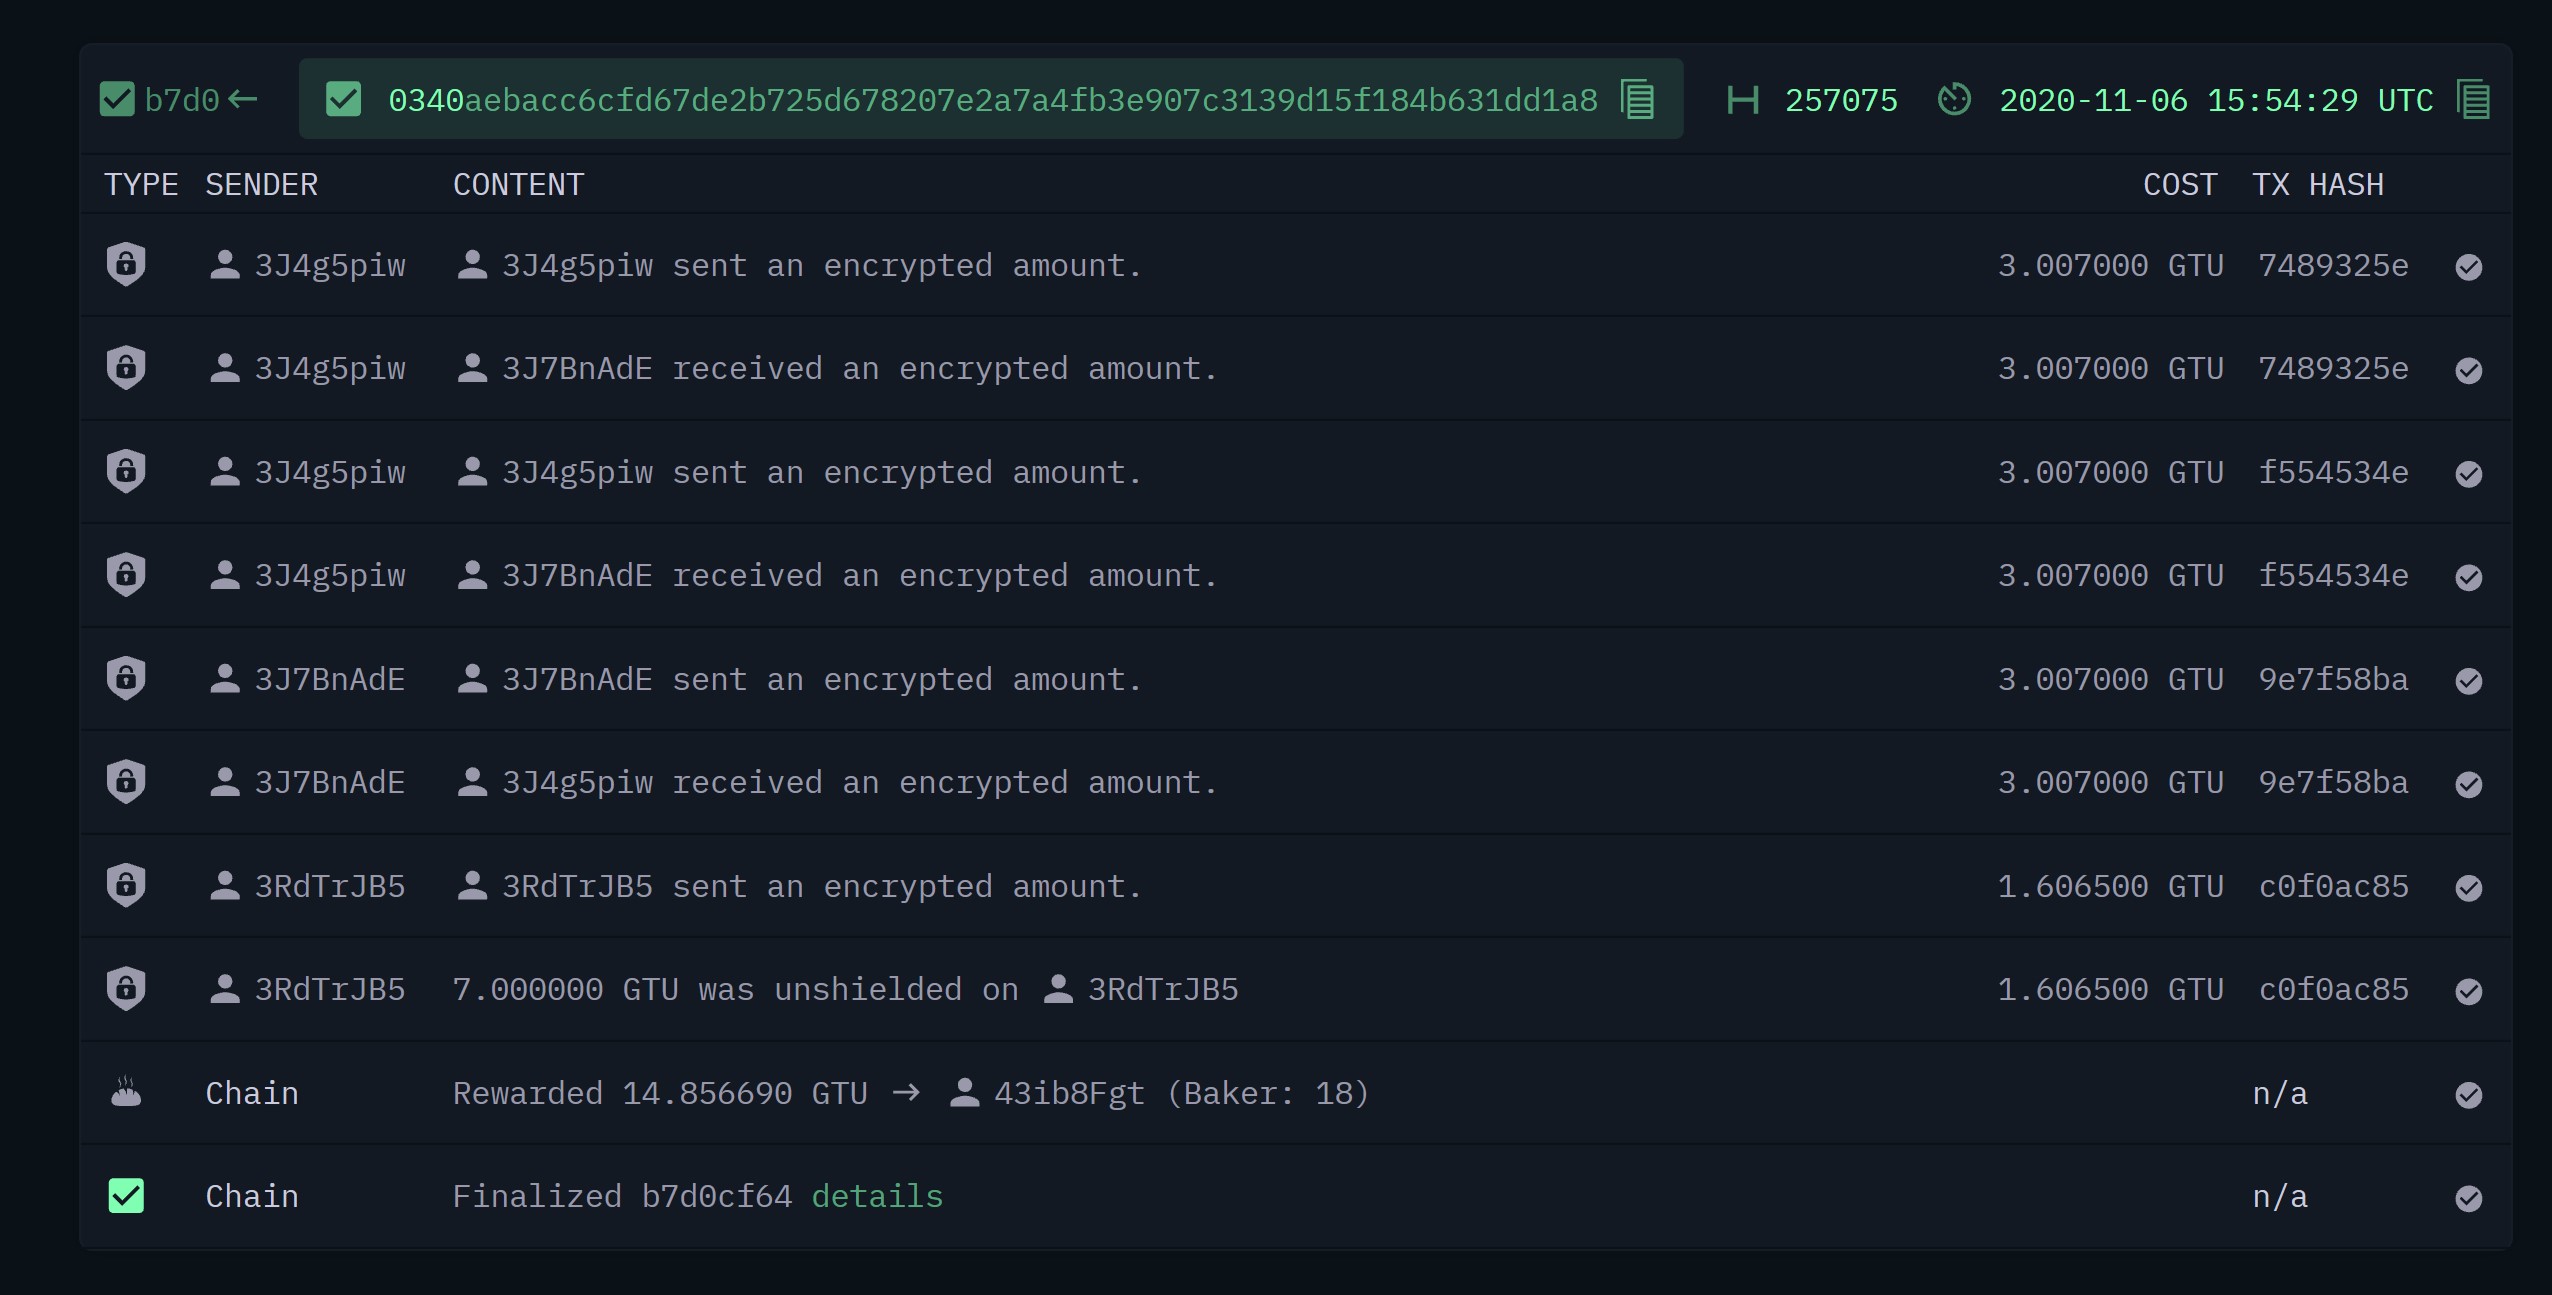 b7d0← 0340aebacc6cfd67de2b725d678207e2a7a4fb3e907c3139d15f184b631dd1a8 257075 2020-11-06 15:54:29 UTC
TYPE SENDER CONTENT COST TX HASH
3J4g5piw 3J4g5piw sent an encrypted amount. 3.007000 GTU 7489325e
3J4g5piw 3J7BnAdE received an encrypted amount. 3.007000 GTU 7489325e
3J4g5piw 3J4g5piw sent an encrypted amount. 3.007000 GTU f554534e
3J4g5piw 3J7BnAdE received an encrypted amount. 3.007000 GTU f554534e
3J7BnAdE 3J7BnAdE sent an encrypted amount. 3.007000 GTU 9e7f58ba
3J7BnAdE 3J4g5piw received an encrypted amount. 3.007000 GTU 9e7f58ba
3RdTrJB5 3RdTrJB5 sent an encrypted amount. 1.606500 GTU c0f0ac85
3RdTrJB5 7.000000 GTU was unshielded on 3RdTrJB5 1.606500 GTU c0f0ac85
Chain Rewarded 14.856690 GTU → 43ib8Fgt (Baker: 18) n/a
Chain Finalized b7d0cf64 details n/a